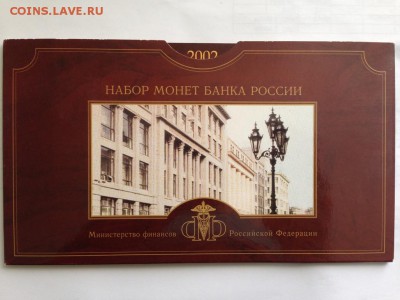 COINS.LAVE.RU
2002
НАБОР МОНЕТ БАНКА РОССИИ
Министерство финансов Российской Федерации